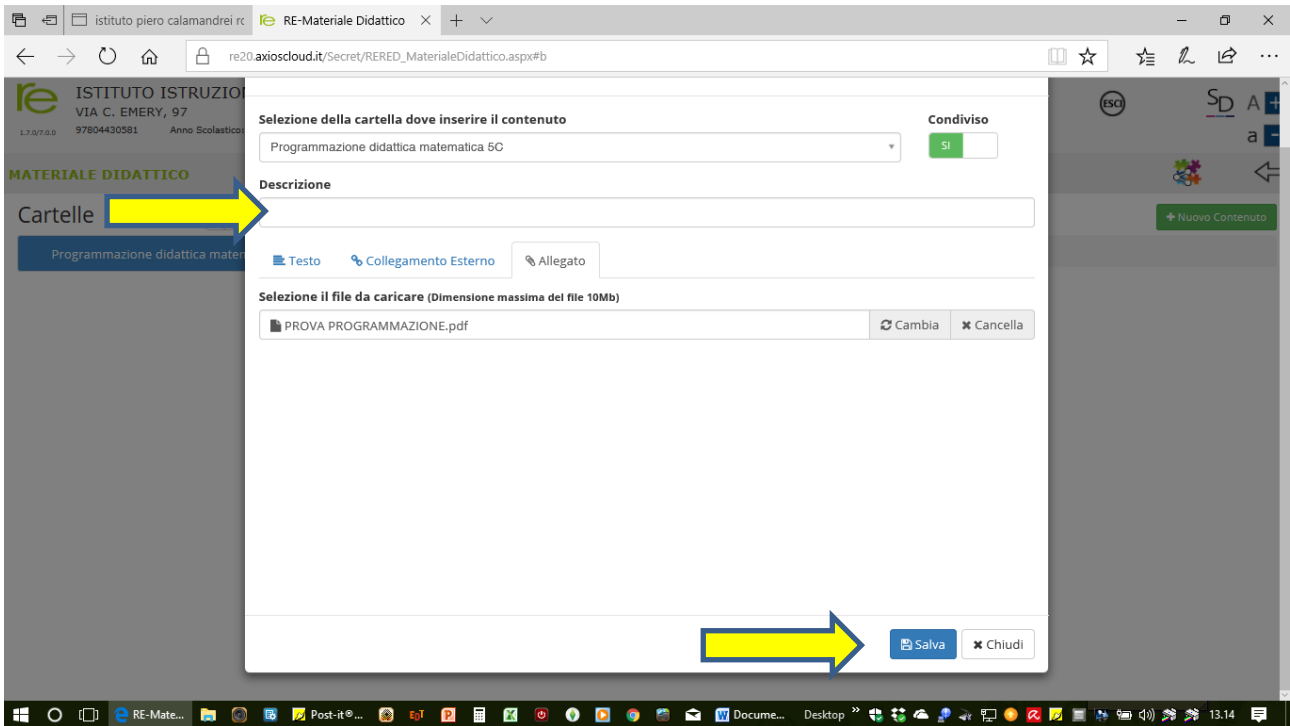 istituto piero calamandrei ro
RE-Materiale Didattico
re20.axioscloud.it/Secret/RERED_MaterialeDidattico.aspx#b
re
1.7.0/7.0.0
ISTITUTO ISTRUZIO
VIA C. EMERY, 97
97804430581 Anno Scolastico
ESCI
SD A +
a -
MATERIALE DIDATTICO
Cartelle
+ Nuovo Contenuto
Programmazione didattica mater
Selezione della cartella dove inserire il contenuto
Condiviso
Programmazione didattica matematica 5C
SI
Descrizione
Testo Collegamento Esterno Allegato
Selezione il file da caricare (Dimensione massima del file 10Mb)
PROVA PROGRAMMAZIONE.pdf
Cambia
Cancella
Salva
Chiudi
RE-Mate... Post-it®... Docume... Desktop » 13.14